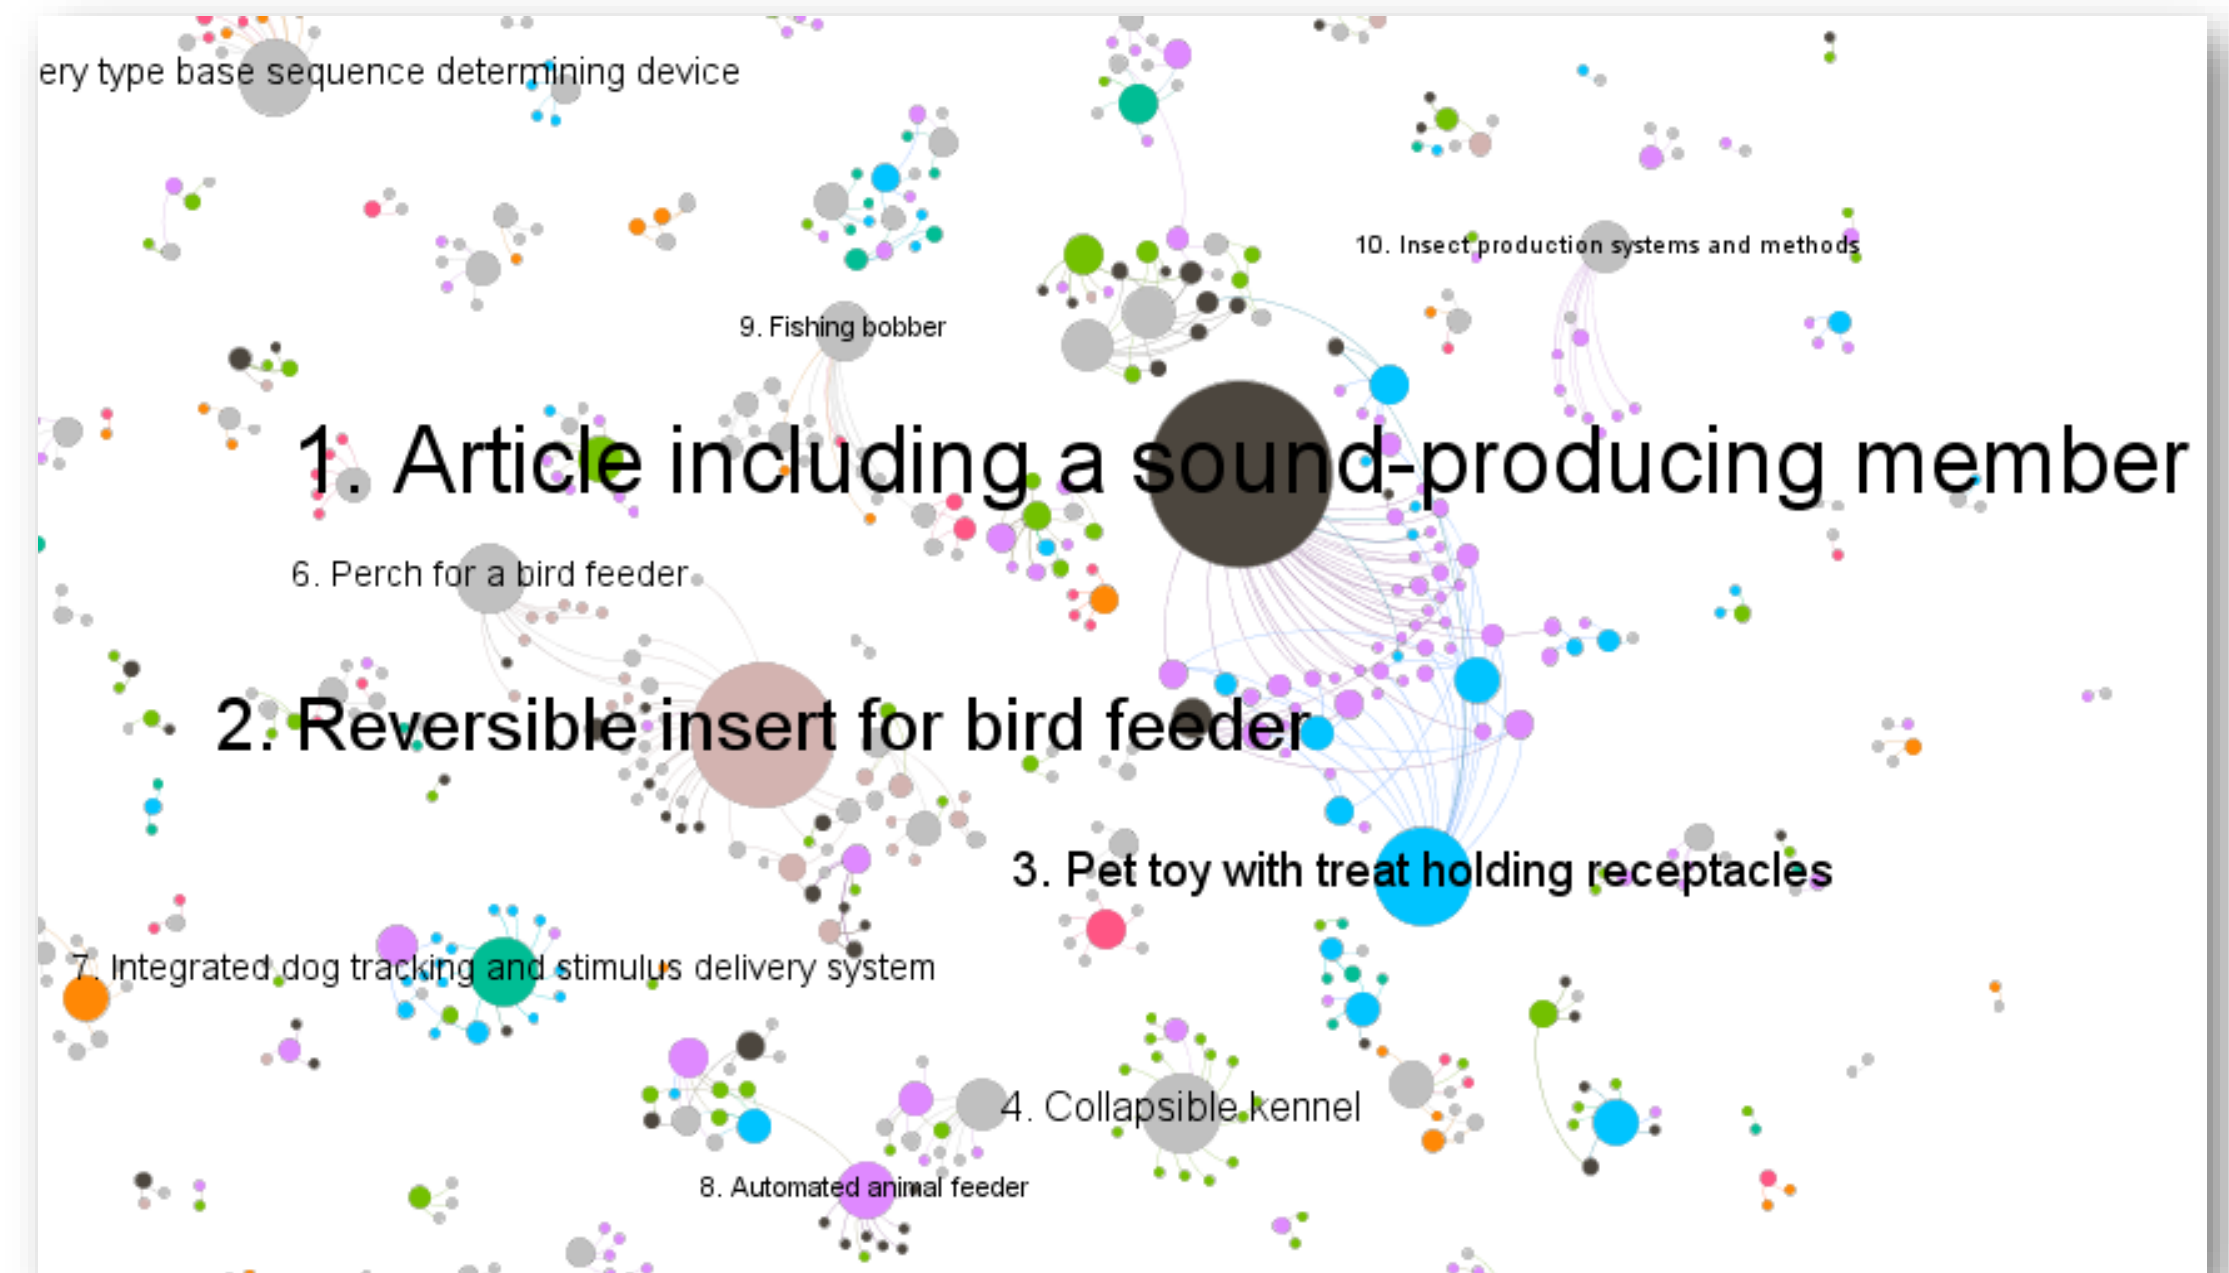 ery type base sequence determining device
10. Insect production systems and methods
9. Fishing bobber
1. Article including a sound-producing member
6. Perch for a bird feeder
2. Reversible insert for bird feeder
3. Pet toy with treat holding receptacles
7. Integrated dog tracking and stimulus delivery system
4. Collapsible kennel
8. Automated animal feeder